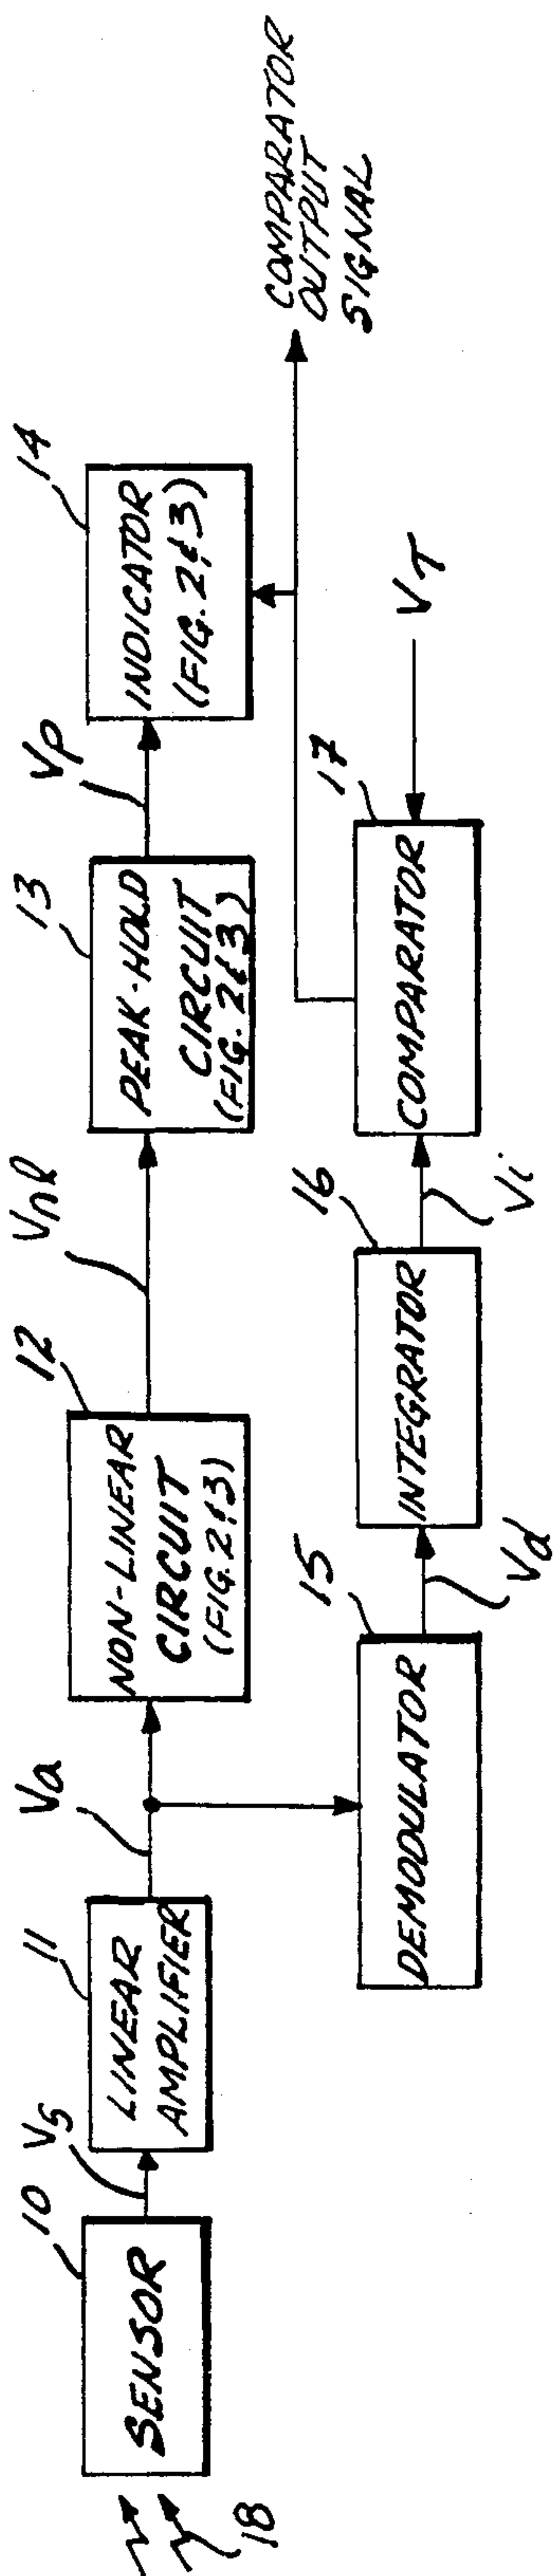 18
10
SENSOR
Vs
11
LINEAR
AMPLIFIER
Va
12
NON-LINEAR
CIRCUIT
(FIG. 2&3)
Vnl
13
PEAK-HOLD
CIRCUIT
(FIG. 2&3)
Vp
14
INDICATOR
(FIG. 2&3)
15
DEMODULATOR
Vd
16
INTEGRATOR
Vi
17
COMPARATOR
VT
COMPARATOR
OUTPUT
SIGNAL